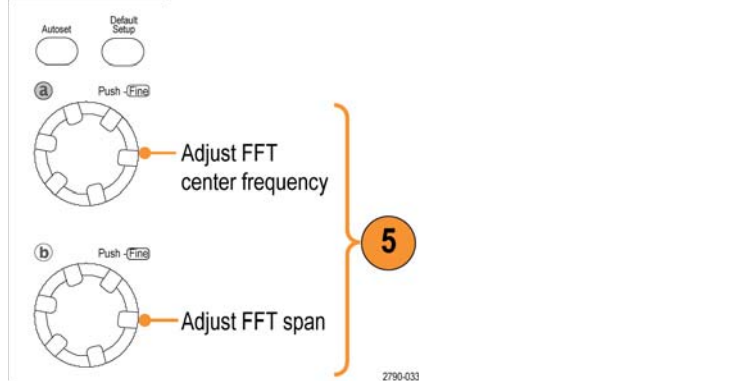 Autoset
Default
Setup
a
Push - Fine
Adjust FFT
center frequency
5
b
Push - Fine
Adjust FFT span
2790-033